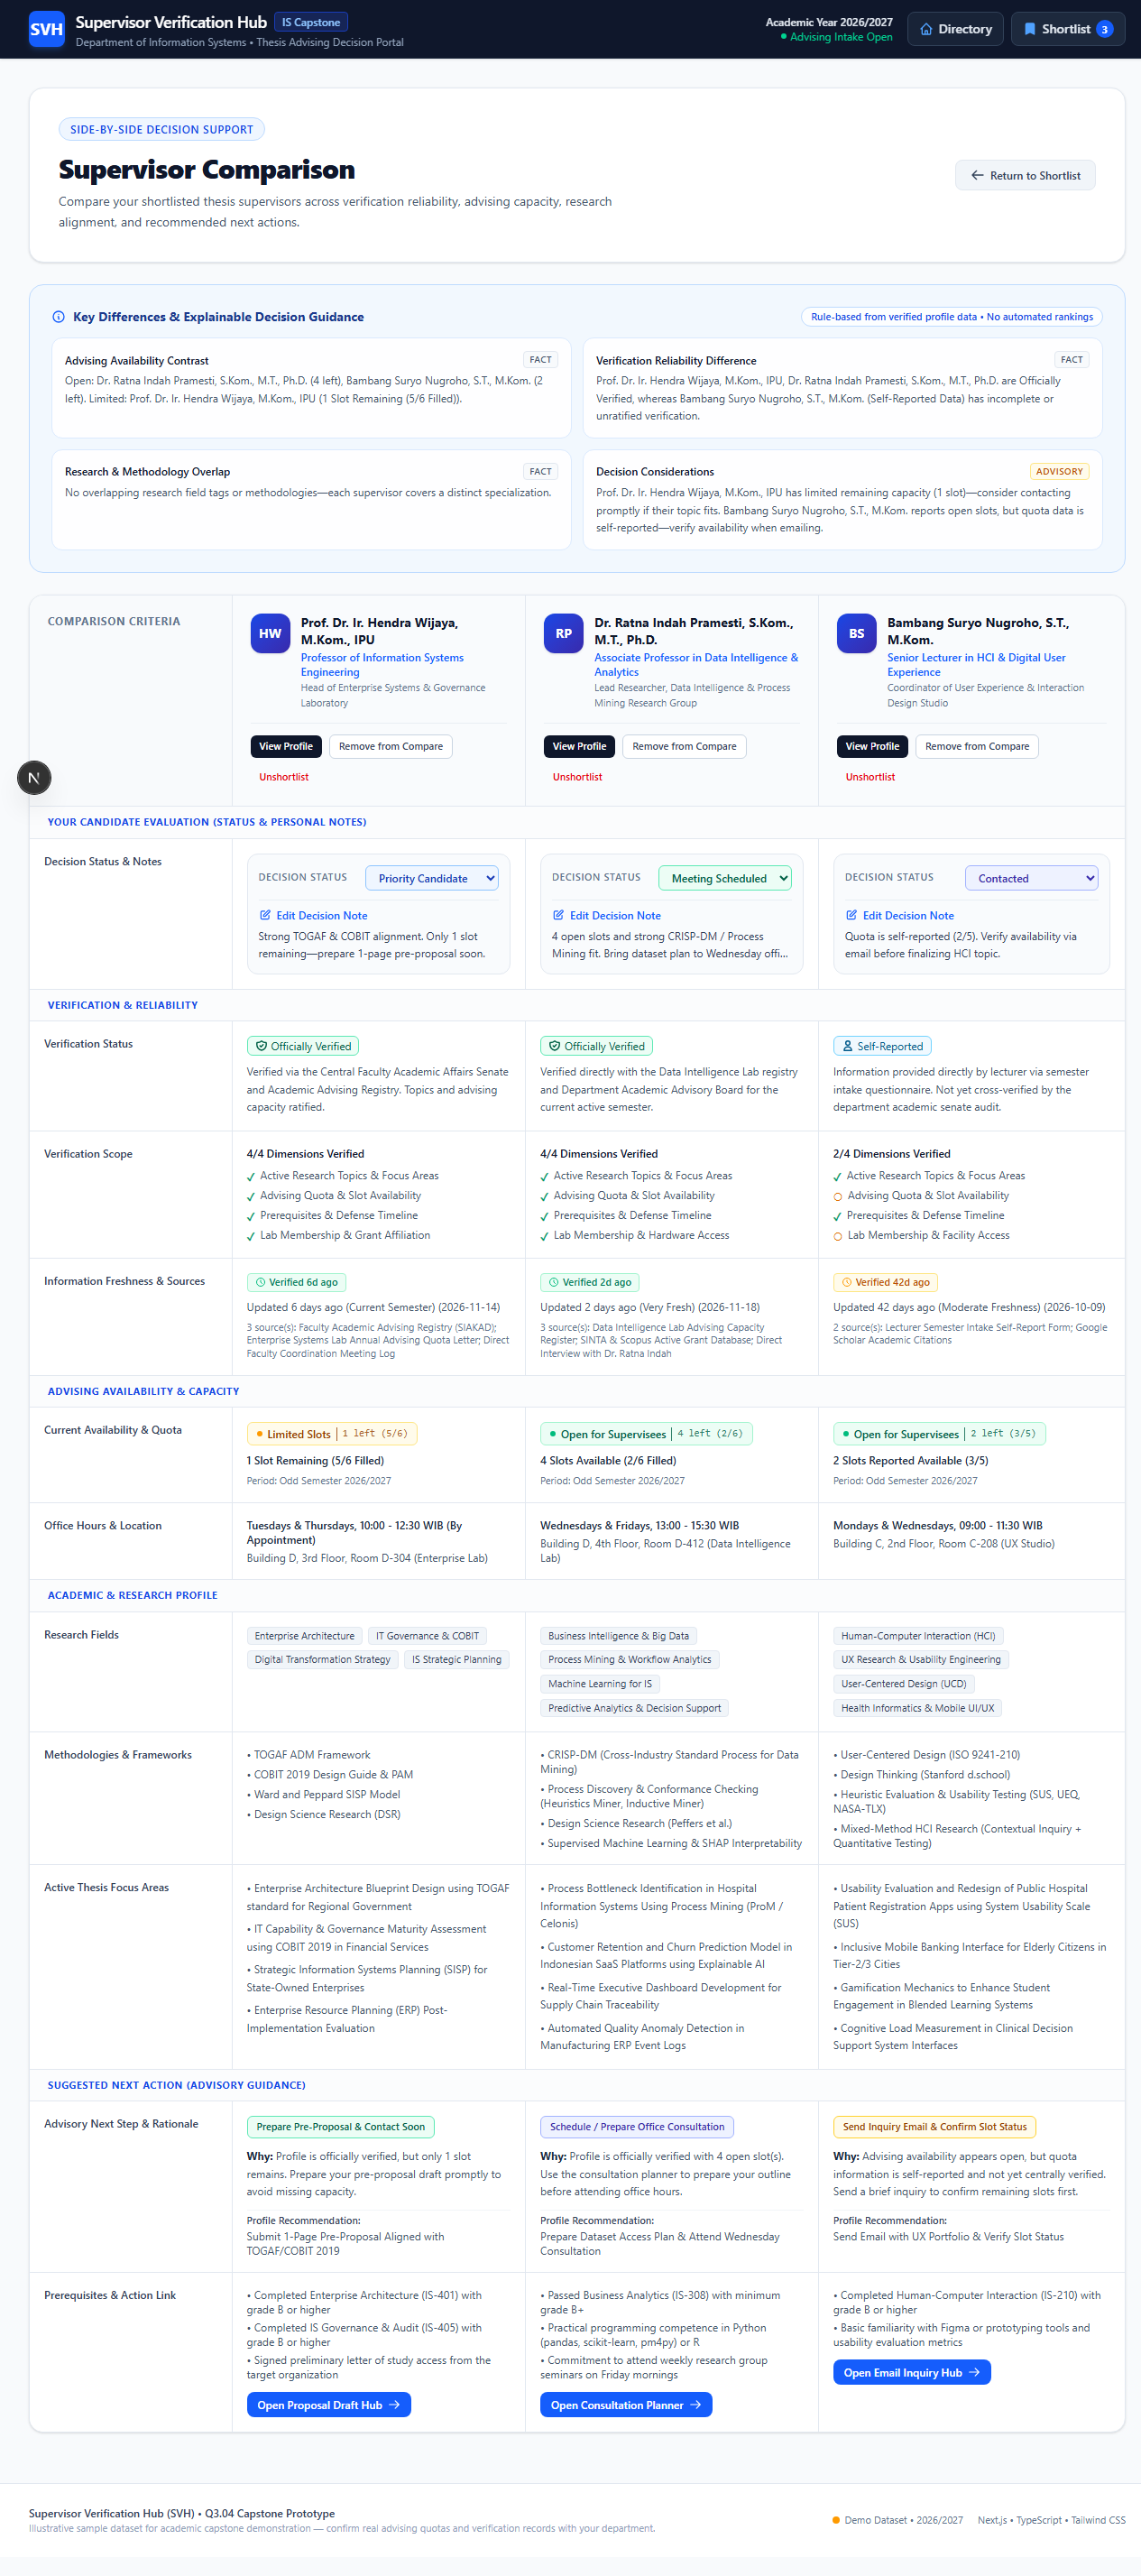 SVH
Supervisor Verification Hub
IS Capstone
Department of Information Systems • Thesis Advising Decision Portal
Academic Year 2026/2027
Advising Intake Open
Directory
Shortlist 3
SIDE-BY-SIDE DECISION SUPPORT
Supervisor Comparison
Compare your shortlisted thesis supervisors across verification reliability, advising capacity, research
alignment, and recommended next actions.
Return to Shortlist
Key Differences & Explainable Decision Guidance
Rule-based from verified profile data • No automated rankings
Advising Availability Contrast
FACT
Open: Dr. Ratna Indah Pramesti, S.Kom., M.T., Ph.D. (4 left), Bambang Suryo Nugroho, S.T., M.Kom. (2
left). Limited: Prof. Dr. Ir. Hendra Wijaya, M.Kom., IPU (1 Slot Remaining (5/6 Filled)).
Verification Reliability Difference
FACT
Prof. Dr. Ir. Hendra Wijaya, M.Kom., IPU, Dr. Ratna Indah Pramesti, S.Kom., M.T., Ph.D. are Officially
Verified, whereas Bambang Suryo Nugroho, S.T., M.Kom. (Self-Reported Data) has incomplete or
unratified verification.
Research & Methodology Overlap
FACT
No overlapping research field tags or methodologies—each supervisor covers a distinct specialization.
Decision Considerations
ADVISORY
Prof. Dr. Ir. Hendra Wijaya, M.Kom., IPU has limited remaining capacity (1 slot)—consider contacting
promptly if their topic fits. Bambang Suryo Nugroho, S.T., M.Kom. reports open slots, but quota data is
self-reported—verify availability when emailing.
COMPARISON CRITERIA
HW
Prof. Dr. Ir. Hendra Wijaya,
M.Kom., IPU
Professor of Information Systems
Engineering
Head of Enterprise Systems & Governance
Laboratory
View Profile
Remove from Compare
Unshortlist
RP
Dr. Ratna Indah Pramesti, S.Kom.,
M.T., Ph.D.
Associate Professor in Data Intelligence &
Analytics
Lead Researcher, Data Intelligence & Process
Mining Research Group
View Profile
Remove from Compare
Unshortlist
BS
Bambang Suryo Nugroho, S.T.,
M.Kom.
Senior Lecturer in HCI & Digital User
Experience
Coordinator of User Experience & Interaction
Design Studio
View Profile
Remove from Compare
Unshortlist
N
YOUR CANDIDATE EVALUATION (STATUS & PERSONAL NOTES)
Decision Status & Notes
DECISION STATUS
Priority Candidate
Edit Decision Note
Strong TOGAF & COBIT alignment. Only 1 slot
remaining—prepare 1-page pre-proposal soon.
DECISION STATUS
Meeting Scheduled
Edit Decision Note
4 open slots and strong CRISP-DM / Process
Mining fit. Bring dataset plan to Wednesday offi...
DECISION STATUS
Contacted
Edit Decision Note
Quota is self-reported (2/5). Verify availability via
email before finalizing HCI topic.
VERIFICATION & RELIABILITY
Verification Status
Officially Verified
Verified via the Central Faculty Academic Affairs Senate
and Academic Advising Registry. Topics and advising
capacity ratified.
Officially Verified
Verified directly with the Data Intelligence Lab registry
and Department Academic Advisory Board for the
current active semester.
Self-Reported
Information provided directly by lecturer via semester
intake questionnaire. Not yet cross-verified by the
department academic senate audit.
Verification Scope
4/4 Dimensions Verified
✓ Active Research Topics & Focus Areas
✓ Advising Quota & Slot Availability
✓ Prerequisites & Defense Timeline
✓ Lab Membership & Grant Affiliation
4/4 Dimensions Verified
✓ Active Research Topics & Focus Areas
✓ Advising Quota & Slot Availability
✓ Prerequisites & Defense Timeline
✓ Lab Membership & Hardware Access
2/4 Dimensions Verified
✓ Active Research Topics & Focus Areas
○ Advising Quota & Slot Availability
✓ Prerequisites & Defense Timeline
○ Lab Membership & Facility Access
Information Freshness & Sources
Verified 6d ago
Updated 6 days ago (Current Semester) (2026-11-14)
3 source(s): Faculty Academic Advising Registry (SIAKAD);
Enterprise Systems Lab Annual Advising Quota Letter; Direct
Faculty Coordination Meeting Log
Verified 2d ago
Updated 2 days ago (Very Fresh) (2026-11-18)
3 source(s): Data Intelligence Lab Advising Capacity
Register; SINTA & Scopus Active Grant Database; Direct
Interview with Dr. Ratna Indah
Verified 42d ago
Updated 42 days ago (Moderate Freshness) (2026-10-09)
2 source(s): Lecturer Semester Intake Self-Report Form; Google
Scholar Academic Citations
ADVISING AVAILABILITY & CAPACITY
Current Availability & Quota
Limited Slots | 1 left (5/6)
1 Slot Remaining (5/6 Filled)
Period: Odd Semester 2026/2027
Open for Supervisees | 4 left (2/6)
4 Slots Available (2/6 Filled)
Period: Odd Semester 2026/2027
Open for Supervisees | 2 left (3/5)
2 Slots Reported Available (3/5)
Period: Odd Semester 2026/2027
Office Hours & Location
Tuesdays & Thursdays, 10:00 - 12:30 WIB (By
Appointment)
Building D, 3rd Floor, Room D-304 (Enterprise Lab)
Wednesdays & Fridays, 13:00 - 15:30 WIB
Building D, 4th Floor, Room D-412 (Data Intelligence
Lab)
Mondays & Wednesdays, 09:00 - 11:30 WIB
Building C, 2nd Floor, Room C-208 (UX Studio)
ACADEMIC & RESEARCH PROFILE
Research Fields
Enterprise Architecture
IT Governance & COBIT
Digital Transformation Strategy
IS Strategic Planning
Business Intelligence & Big Data
Process Mining & Workflow Analytics
Machine Learning for IS
Predictive Analytics & Decision Support
Human-Computer Interaction (HCI)
UX Research & Usability Engineering
User-Centered Design (UCD)
Health Informatics & Mobile UI/UX
Methodologies & Frameworks
• TOGAF ADM Framework
• COBIT 2019 Design Guide & PAM
• Ward and Peppard SISP Model
• Design Science Research (DSR)
• CRISP-DM (Cross-Industry Standard Process for Data
Mining)
• Process Discovery & Conformance Checking
(Heuristics Miner, Inductive Miner)
• Design Science Research (Peffers et al.)
• Supervised Machine Learning & SHAP Interpretability
• User-Centered Design (ISO 9241-210)
• Design Thinking (Stanford d.school)
• Heuristic Evaluation & Usability Testing (SUS, UEQ,
NASA-TLX)
• Mixed-Method HCI Research (Contextual Inquiry +
Quantitative Testing)
Active Thesis Focus Areas
• Enterprise Architecture Blueprint Design using TOGAF
standard for Regional Government
• IT Capability & Governance Maturity Assessment
using COBIT 2019 in Financial Services
• Strategic Information Systems Planning (SISP) for
State-Owned Enterprises
• Enterprise Resource Planning (ERP) Post-
Implementation Evaluation
• Process Bottleneck Identification in Hospital
Information Systems Using Process Mining (ProM /
Celonis)
• Customer Retention and Churn Prediction Model in
Indonesian SaaS Platforms using Explainable AI
• Real-Time Executive Dashboard Development for
Supply Chain Traceability
• Automated Quality Anomaly Detection in
Manufacturing ERP Event Logs
• Usability Evaluation and Redesign of Public Hospital
Patient Registration Apps using System Usability Scale
(SUS)
• Inclusive Mobile Banking Interface for Elderly Citizens in
Tier-2/3 Cities
• Gamification Mechanics to Enhance Student
Engagement in Blended Learning Systems
• Cognitive Load Measurement in Clinical Decision
Support System Interfaces
SUGGESTED NEXT ACTION (ADVISORY GUIDANCE)
Advisory Next Step & Rationale
Prepare Pre-Proposal & Contact Soon
Why: Profile is officially verified, but only 1 slot
remains. Prepare your pre-proposal draft promptly to
avoid missing capacity.
Profile Recommendation:
Submit 1-Page Pre-Proposal Aligned with
TOGAF/COBIT 2019
Schedule / Prepare Office Consultation
Why: Profile is officially verified with 4 open slot(s).
Use the consultation planner to prepare your outline
before attending office hours.
Profile Recommendation:
Prepare Dataset Access Plan & Attend Wednesday
Consultation
Send Inquiry Email & Confirm Slot Status
Why: Advising availability appears open, but quota
information is self-reported and not yet centrally verified.
Send a brief inquiry to confirm remaining slots first.
Profile Recommendation:
Send Email with UX Portfolio & Verify Slot Status
Prerequisites & Action Link
• Completed Enterprise Architecture (IS-401) with
grade B or higher
• Completed IS Governance & Audit (IS-405) with
grade B or higher
• Signed preliminary letter of study access from the
target organization
Open Proposal Draft Hub →
• Passed Business Analytics (IS-308) with minimum
grade B+
• Practical programming competence in Python
(pandas, scikit-learn, pm4py) or R
• Commitment to attend weekly research group
seminars on Friday mornings
Open Consultation Planner →
• Completed Human-Computer Interaction (IS-210) with
grade B or higher
• Basic familiarity with Figma or prototyping tools and
usability evaluation metrics
Open Email Inquiry Hub →
Supervisor Verification Hub (SVH) • Q3.04 Capstone Prototype
Illustrative sample dataset for academic capstone demonstration — confirm real advising quotas and verification records with your department.
Demo Dataset • 2026/2027
Next.js • TypeScript • Tailwind CSS